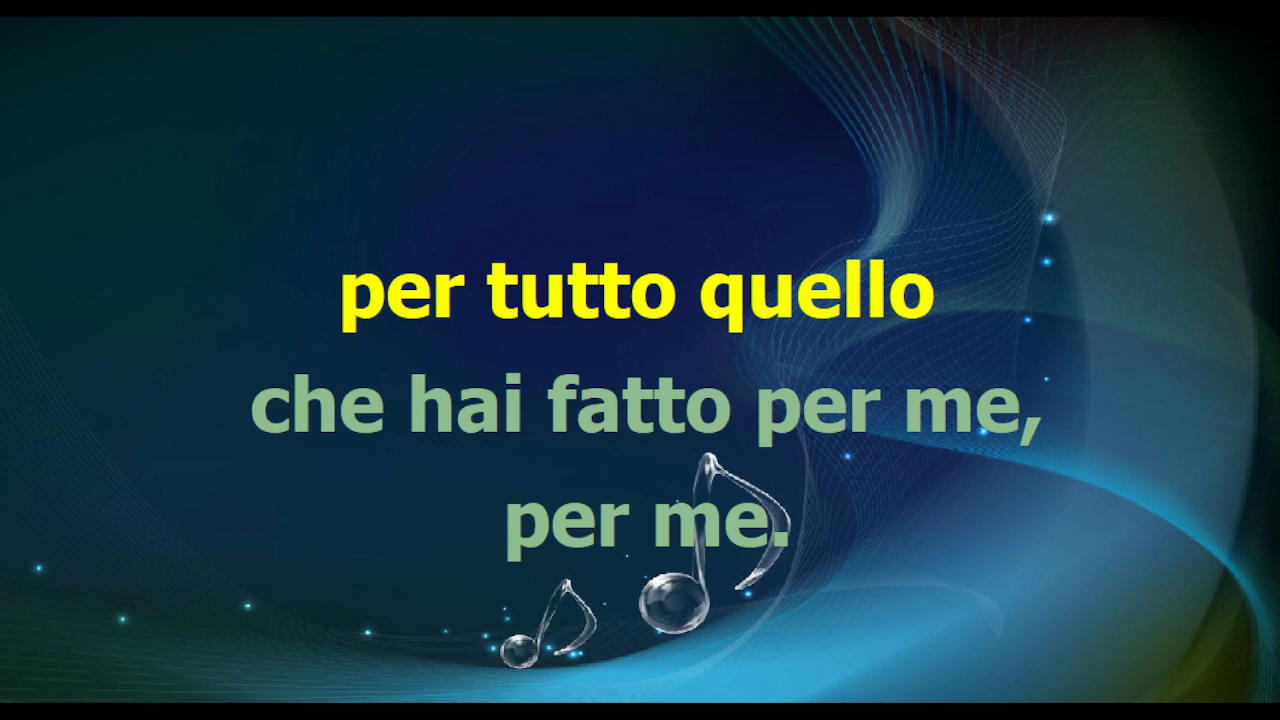 per tutto quello
che hai fatto per me,
per me.